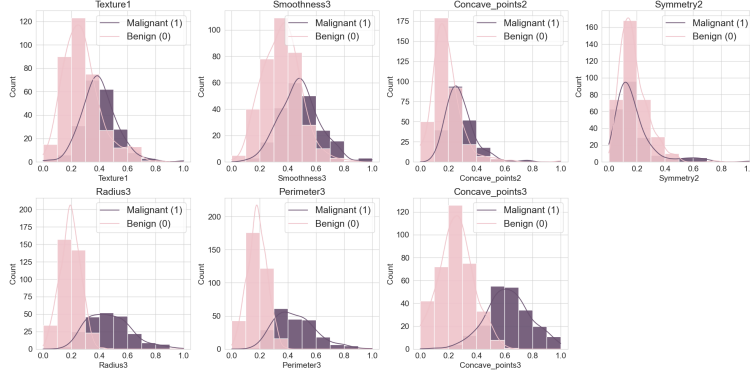 Texture1
Malignant (1)
Benign (0)
Count
120
100
80
60
40
20
0
0.0 0.2 0.4 0.6 0.8 1.0
Texture1
Smoothness3
Malignant (1)
Benign (0)
Count
100
80
60
40
20
0
0.0 0.2 0.4 0.6 0.8 1.0
Smoothness3
Concave_points2
Malignant (1)
Benign (0)
Count
175
150
125
100
75
50
25
0
0.0 0.2 0.4 0.6 0.8 1.0
Concave_points2
Symmetry2
Malignant (1)
Benign (0)
Count
160
140
120
100
80
60
40
20
0
0.0 0.2 0.4 0.6 0.8 1.0
Symmetry2
Radius3
Malignant (1)
Benign (0)
Count
200
175
150
125
100
75
50
25
0
0.0 0.2 0.4 0.6 0.8 1.0
Radius3
Perimeter3
Malignant (1)
Benign (0)
Count
200
150
100
50
0
0.0 0.2 0.4 0.6 0.8 1.0
Perimeter3
Concave_points3
Malignant (1)
Benign (0)
Count
120
100
80
60
40
20
0
0.0 0.2 0.4 0.6 0.8 1.0
Concave_points3